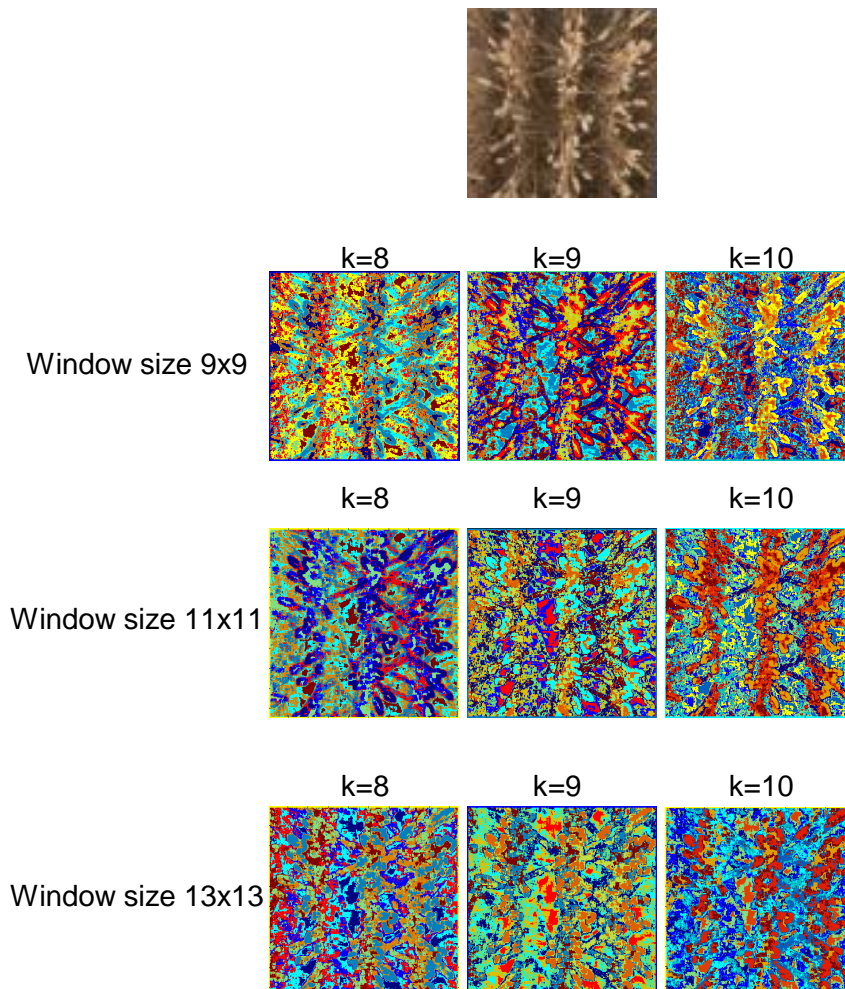 k=8 k=9 k=10
Window size 9x9
k=8 k=9 k=10
Window size 11x11
k=8 k=9 k=10
Window size 13x13